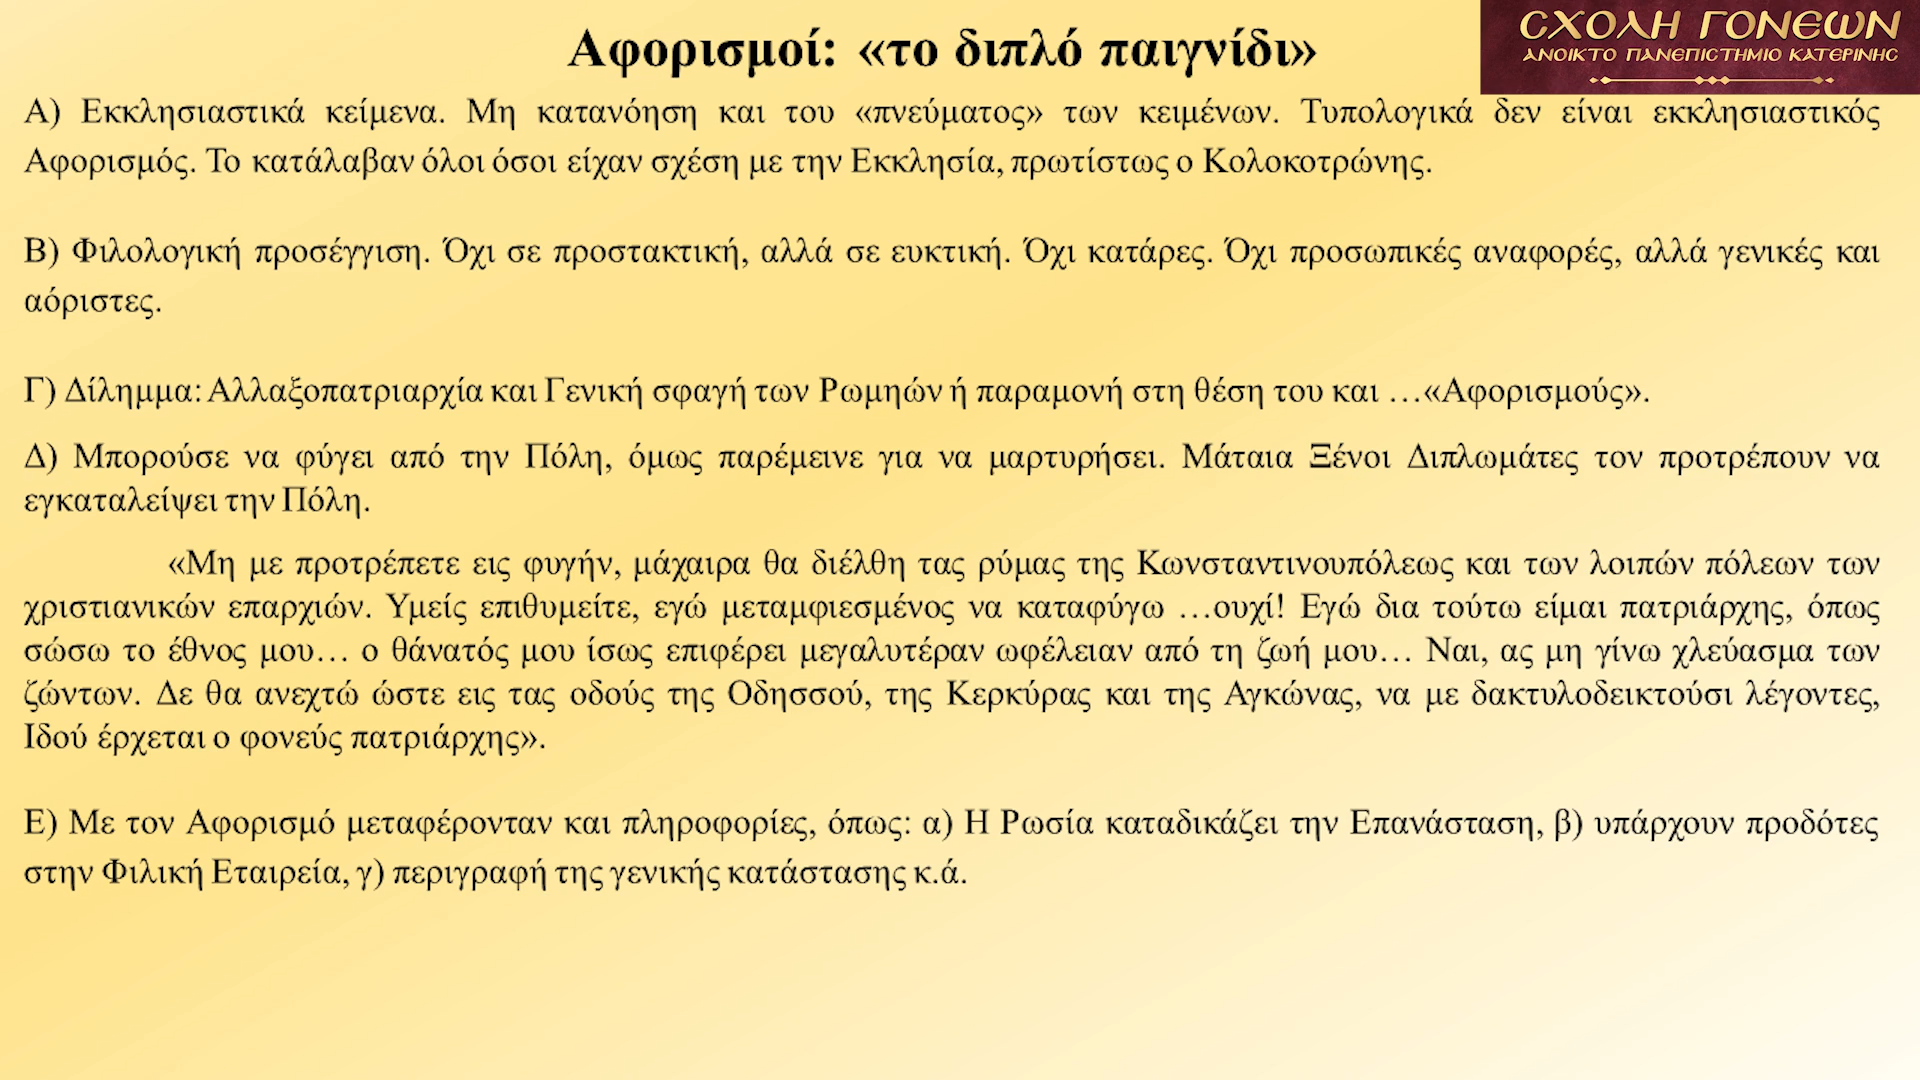 Αφορισμοί: «το διπλό παιγνίδι»
ΣΧΟΛΗ ΓΟΝΕΩΝ
ΑΝΟΙΚΤΟ ΠΑΝΕΠΙΣΤΗΜΙΟ ΚΑΤΕΡΙΝΗΣ
Α) Εκκλησιαστικά κείμενα. Μη κατανόηση και του «πνεύματος» των κειμένων. Τυπολογικά δεν είναι εκκλησιαστικός
Αφορισμός. Το κατάλαβαν όλοι όσοι είχαν σχέση με την Εκκλησία, πρωτίστως ο Κολοκοτρώνης.
Β) Φιλολογική προσέγγιση. Όχι σε προστακτική, αλλά σε ευκτική. Όχι κατάρες. Όχι προσωπικές αναφορές, αλλά γενικές και
αόριστες.
Γ) Δίλημμα: Αλλαξοπατριαρχία και Γενική σφαγή των Ρωμηών ή παραμονή στη θέση του και …«Αφορισμούς».
Δ) Μπορούσε να φύγει από την Πόλη, όμως παρέμεινε για να μαρτυρήσει. Μάταια Ξένοι Διπλωμάτες τον προτρέπουν να
εγκαταλείψει την Πόλη.
«Μη με προτρέπετε εις φυγήν, μάχαιρα θα διέλθη τας ρύμας της Κωνσταντινουπόλεως και των λοιπών πόλεων των
χριστιανικών επαρχιών. Υμείς επιθυμείτε, εγώ μεταμφιεσμένος να καταφύγω …ουχί! Εγώ δια τούτω είμαι πατριάρχης, όπως
σώσω το έθνος μου… ο θάνατός μου ίσως επιφέρει μεγαλυτέραν ωφέλειαν από τη ζωή μου… Ναι, ας μη γίνω χλεύασμα των
ζώντων. Δε θα ανεχτώ ώστε εις τας οδούς της Οδησσού, της Κερκύρας και της Αγκώνας, να με δακτυλοδεικτούσι λέγοντες,
Ιδού έρχεται ο φονεύς πατριάρχης».
Ε) Με τον Αφορισμό μεταφέρονταν και πληροφορίες, όπως: α) Η Ρωσία καταδικάζει την Επανάσταση, β) υπάρχουν προδότες
στην Φιλική Εταιρεία, γ) περιγραφή της γενικής κατάστασης κ.ά.